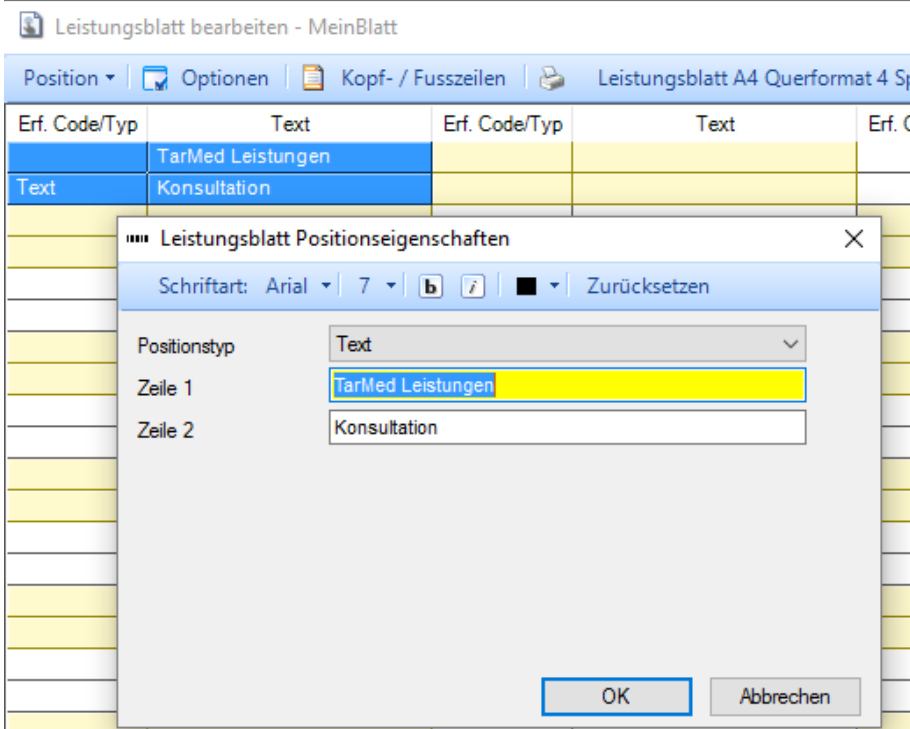 Leistungsblatt bearbeiten - MeinBlatt
Position Optionen Kopf- / Fusszeilen Leistungsblatt A4 Querformat 4 Sp
Erf. Code/Typ Text Erf. Code/Typ Text Erf. C
TarMed Leistungen
Text Konsultation
Leistungsblatt Positionseigenschaften
Schriftart: Arial 7 b i Zurücksetzen
Positionstyp Text
Zeile 1 TarMed Leistungen
Zeile 2 Konsultation
OK Abbrechen